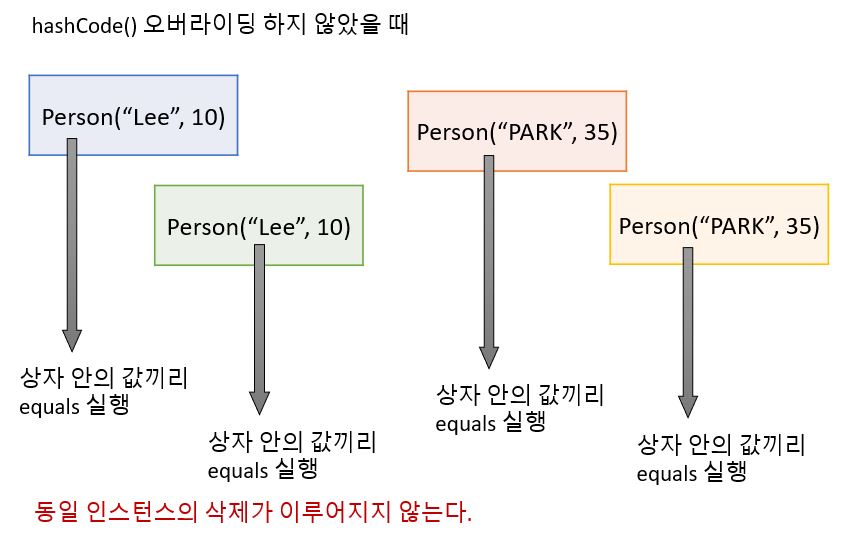 hashCode() 오버라이딩 하지 않았을 때
Person(“Lee”, 10)
Person(“PARK”, 35)
Person(“Lee”, 10)
Person(“PARK”, 35)
상자 안의 값끼리
equals 실행
상자 안의 값끼리
equals 실행
상자 안의 값끼리
equals 실행
상자 안의 값끼리
equals 실행
동일 인스턴스의 삭제가 이루어지지 않는다.